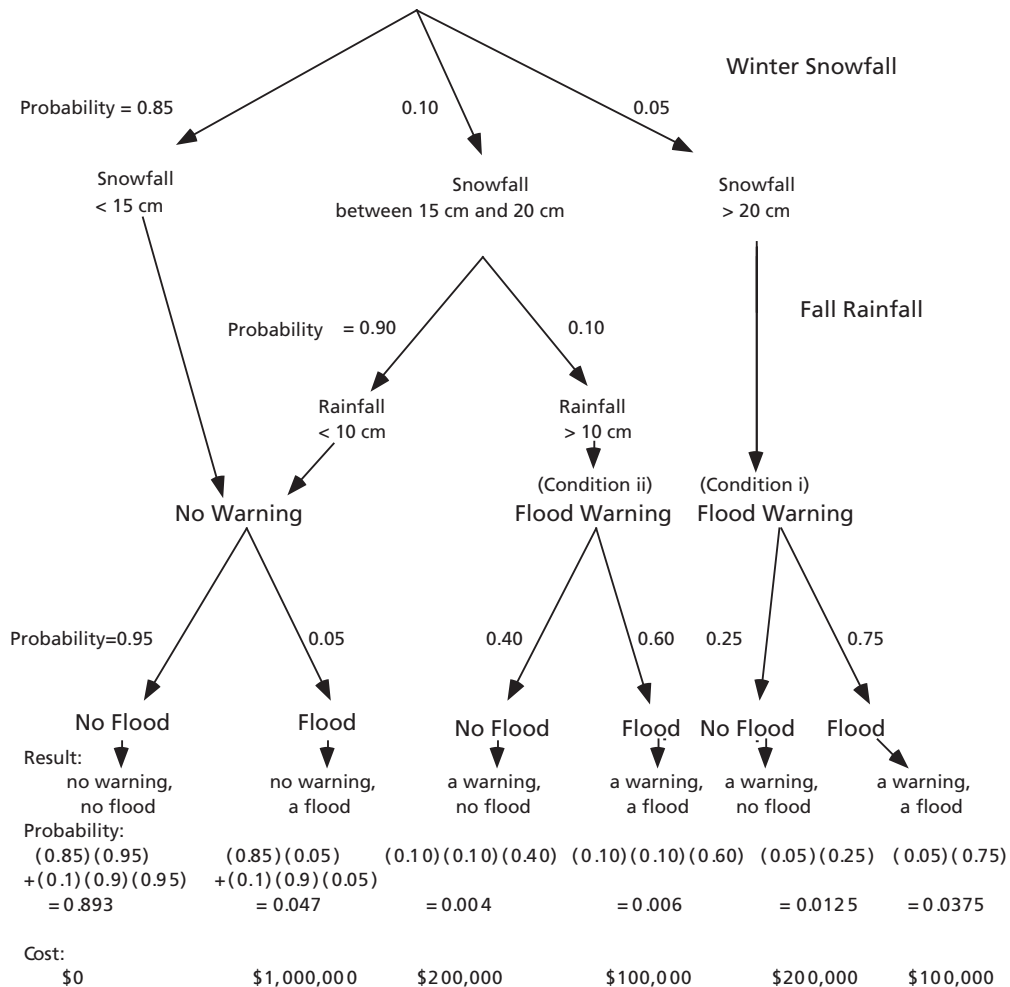 Winter Snowfall
Probability = 0.85
0.10
0.05
Snowfall
< 15 cm
Snowfall
between 15 cm and 20 cm
Snowfall
> 20 cm
Fall Rainfall
Probability = 0.90
0.10
Rainfall
< 10 cm
Rainfall
> 10 cm
No Warning
(Condition ii)
Flood Warning
(Condition i)
Flood Warning
Probability=0.95
0.05
0.40
0.60
0.25
0.75
No Flood
Flood
No Flood
Flood
No Flood
Flood
Result:
no warning,
no flood
no warning,
a flood
a warning,
no flood
a warning,
a flood
a warning,
no flood
a warning,
a flood
Probability:
(0.85)(0.95)
+(0.1)(0.9)(0.95)
=0.893
(0.85)(0.05)
+(0.1)(0.9)(0.05)
=0.047
(0.10)(0.10)(0.40)
=0.004
(0.10)(0.10)(0.60)
=0.006
(0.05)(0.25)
=0.0125
(0.05)(0.75)
=0.0375
Cost:
$0
$1,000,000
$200,000
$100,000
$200,000
$100,000